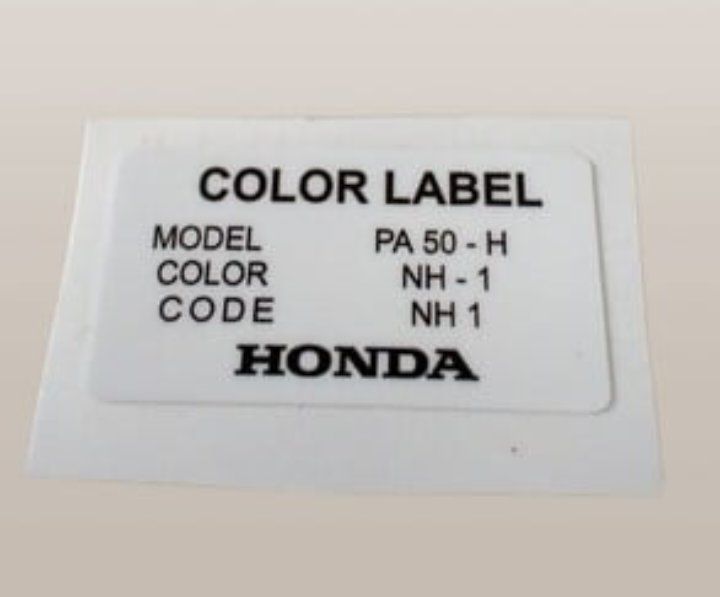 COLOR LABEL
MODEL PA 50 - H
COLOR NH - 1
CODE NH 1
HONDA